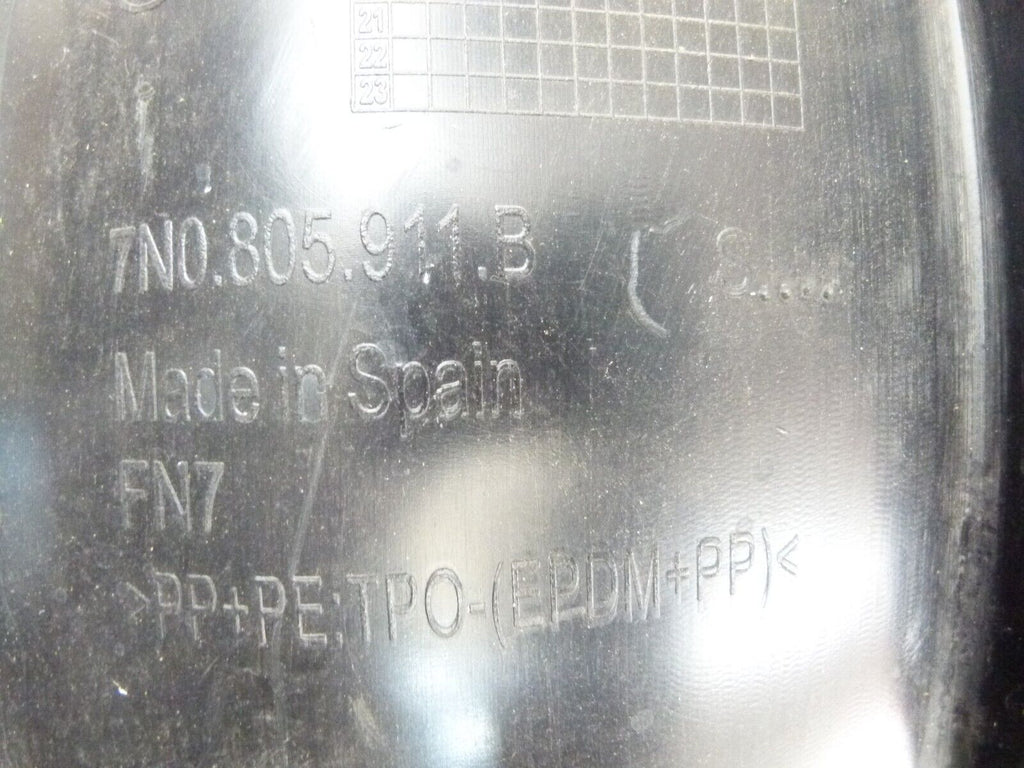 21
22
23
7N0.805.911.B
Made in Spain
FN7
>PP+PE;TPO-(EPDM+PP)<